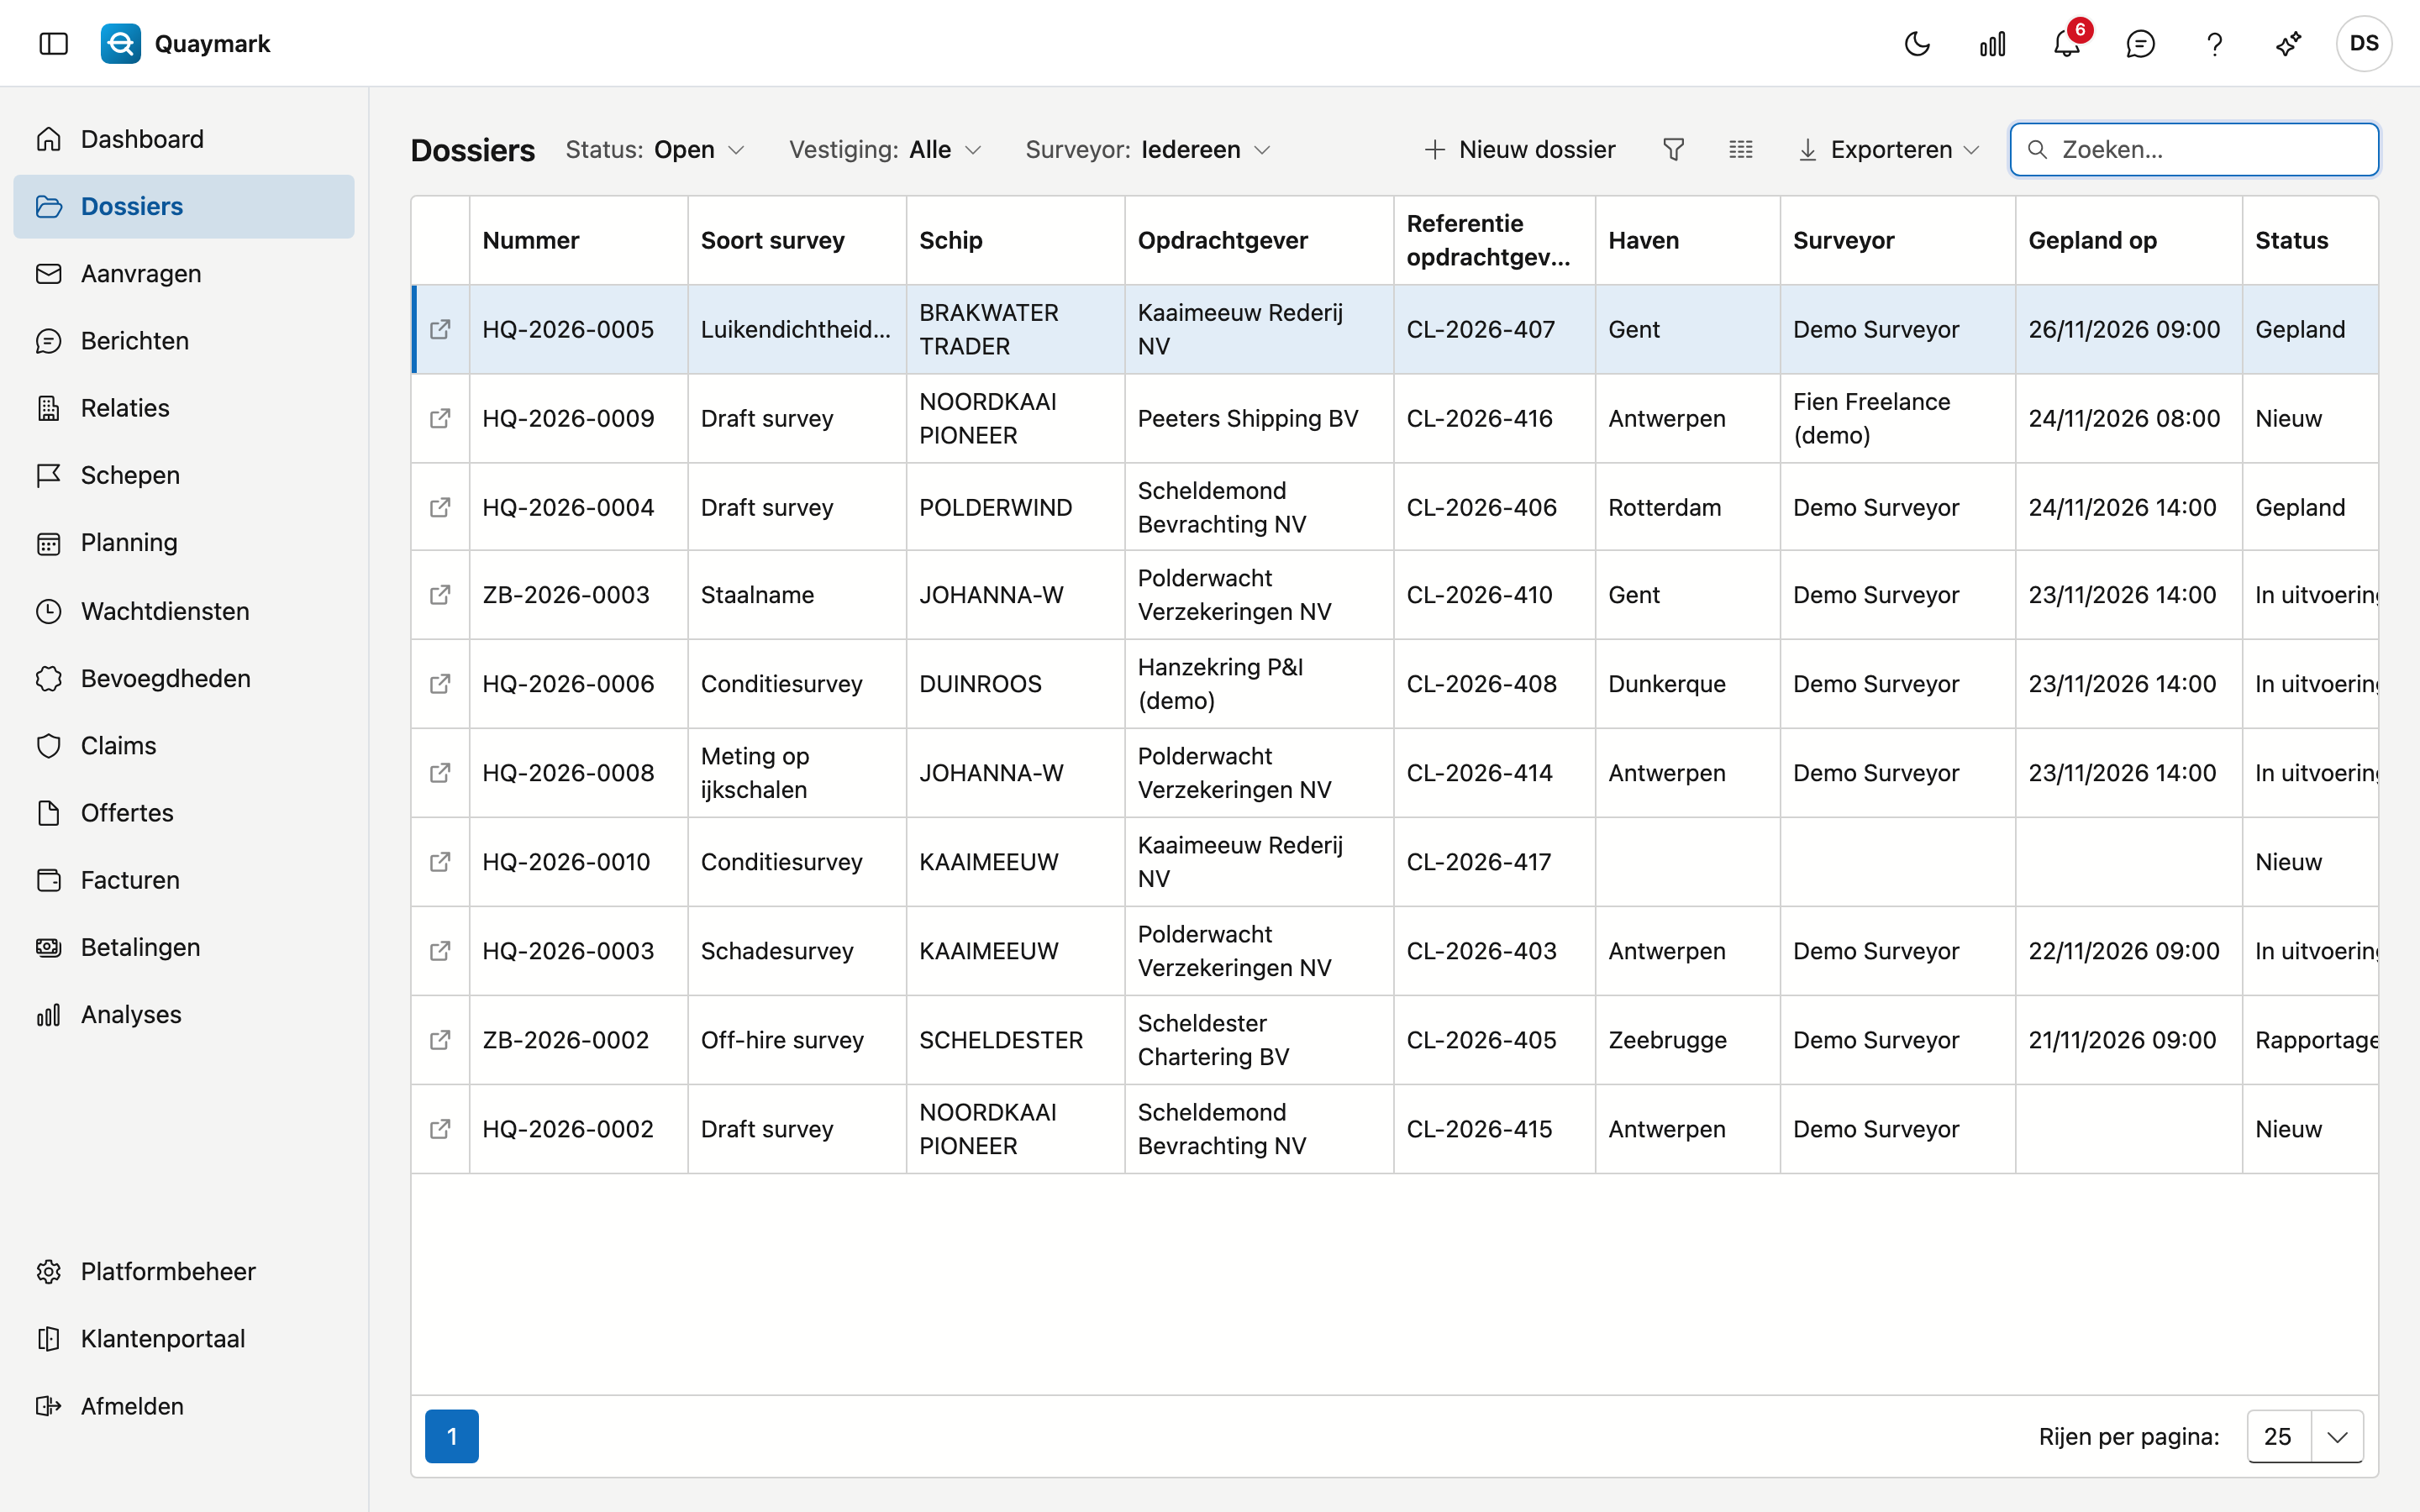 Quaymark
6
DS
Dashboard
Dossiers
Aanvragen
Berichten
Relaties
Schepen
Planning
Wachtdiensten
Bevoegdheden
Claims
Offertes
Facturen
Betalingen
Analyses
Platformbeheer
Klantenportaal
Afmelden
Dossiers Status: Open Vestiging: Alle Surveyor: Iedereen Nieuw dossier Exporteren Zoeken...
Nummer Soort survey Schip Opdrachtgever Referentie opdrachtgev... Haven Surveyor Gepland op Status
HQ-2026-0005 Luikendichtheid... BRAKWATER TRADER Kaaimeeuw Rederij NV CL-2026-407 Gent Demo Surveyor 26/11/2026 09:00 Gepland
HQ-2026-0009 Draft survey NOORDKAAI PIONEER Peeters Shipping BV CL-2026-416 Antwerpen Fien Freelance (demo) 24/11/2026 08:00 Nieuw
HQ-2026-0004 Draft survey POLDERWIND Scheldemond Bevrachting NV CL-2026-406 Rotterdam Demo Surveyor 24/11/2026 14:00 Gepland
ZB-2026-0003 Staalname JOHANNA-W Polderwacht Verzekeringen NV CL-2026-410 Gent Demo Surveyor 23/11/2026 14:00 In uitvoering
HQ-2026-0006 Conditiesurvey DUINROOS Hanzekring P&I (demo) CL-2026-408 Dunkerque Demo Surveyor 23/11/2026 14:00 In uitvoering
HQ-2026-0008 Meting op ijkschalen JOHANNA-W Polderwacht Verzekeringen NV CL-2026-414 Antwerpen Demo Surveyor 23/11/2026 14:00 In uitvoering
HQ-2026-0010 Conditiesurvey KAAIMEEUW Kaaimeeuw Rederij NV CL-2026-417 Nieuw
HQ-2026-0003 Schadesurvey KAAIMEEUW Polderwacht Verzekeringen NV CL-2026-403 Antwerpen Demo Surveyor 22/11/2026 09:00 In uitvoering
ZB-2026-0002 Off-hire survey SCHELDESTER Scheldester Chartering BV CL-2026-405 Zeebrugge Demo Surveyor 21/11/2026 09:00 Rapportage
HQ-2026-0002 Draft survey NOORDKAAI PIONEER Scheldemond Bevrachting NV CL-2026-415 Antwerpen Demo Surveyor Nieuw
1 Rijen per pagina: 25